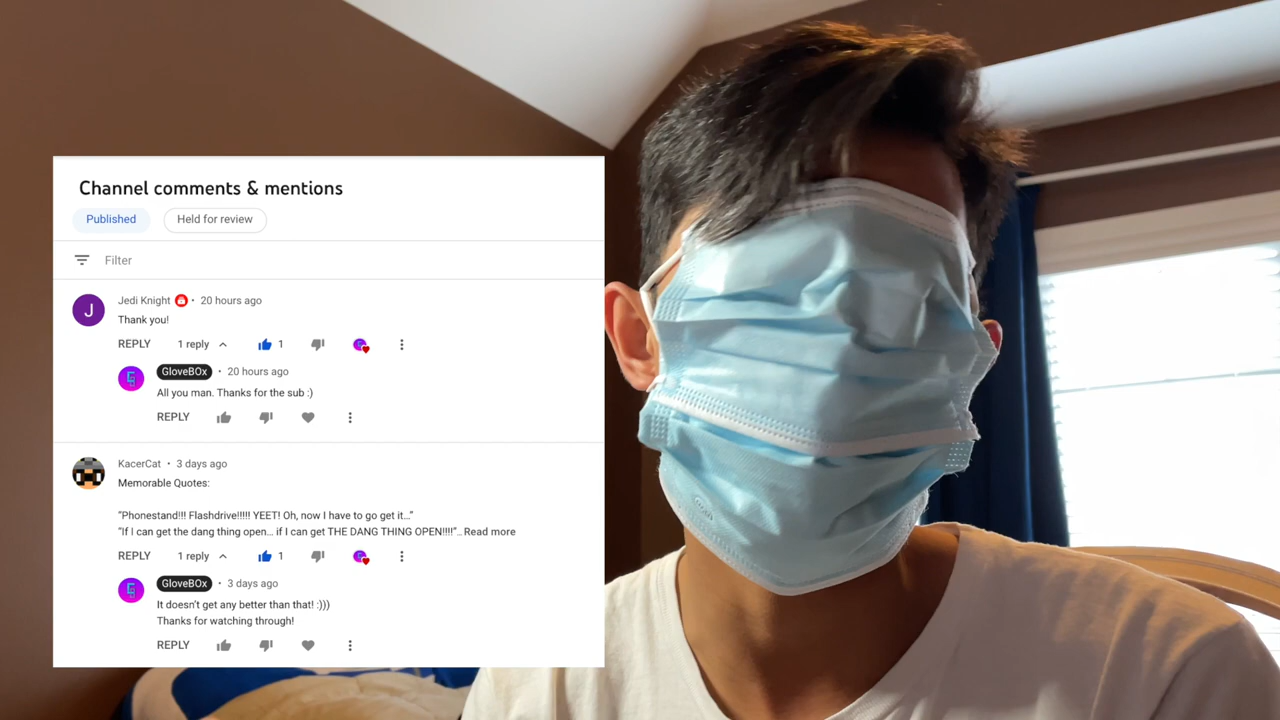 Channel comments & mentions
Published Held for review
Filter
J Jedi Knight • 20 hours ago
Thank you!
REPLY 1 reply 1
GloveBOx • 20 hours ago
All you man. Thanks for the sub :)
REPLY
KacerCat • 3 days ago
Memorable Quotes:
“Phonestand!!! Flashdrive!!!!! YEET! Oh, now I have to go get it...”
“If I can get the dang thing open... if I can get THE DANG THING OPEN!!!!”.. Read more
REPLY 1 reply 1
GloveBOx • 3 days ago
It doesn't get any better than that! :)))
Thanks for watching through!
REPLY